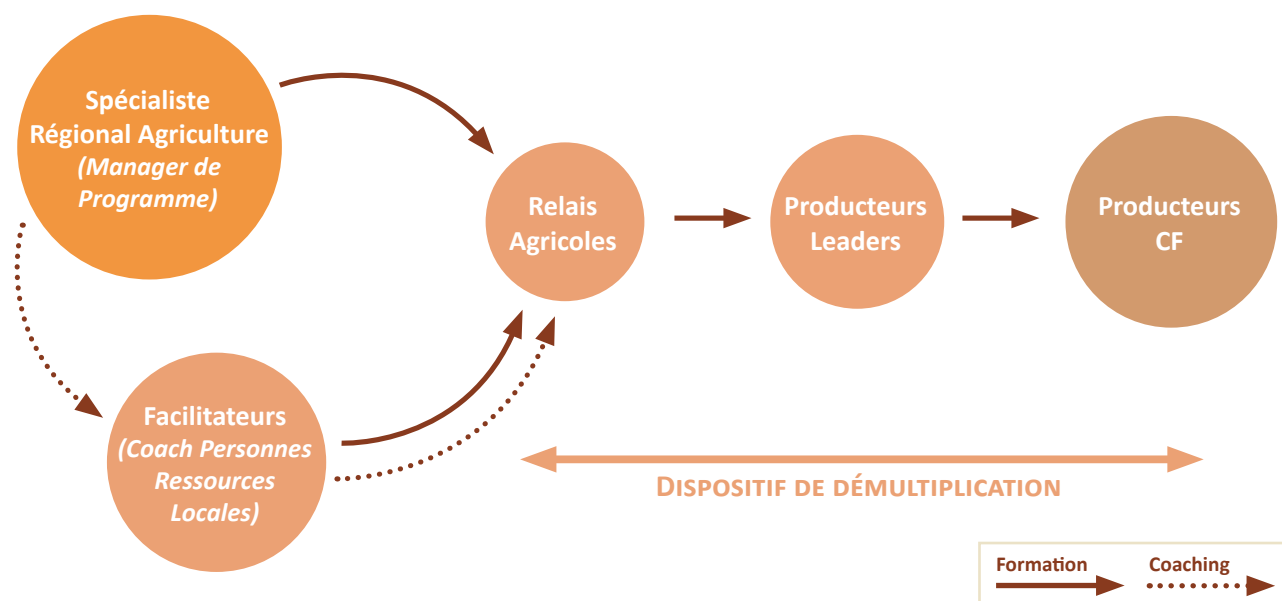 Spécialiste
Régional Agriculture
(Manager de
Programme)
Relais
Agricoles
Producteurs
Leaders
Producteurs
CF
Facilitateurs
(Coach Personnes
Ressources
Locales)
Dispositif de démultiplication
Formation
Coaching